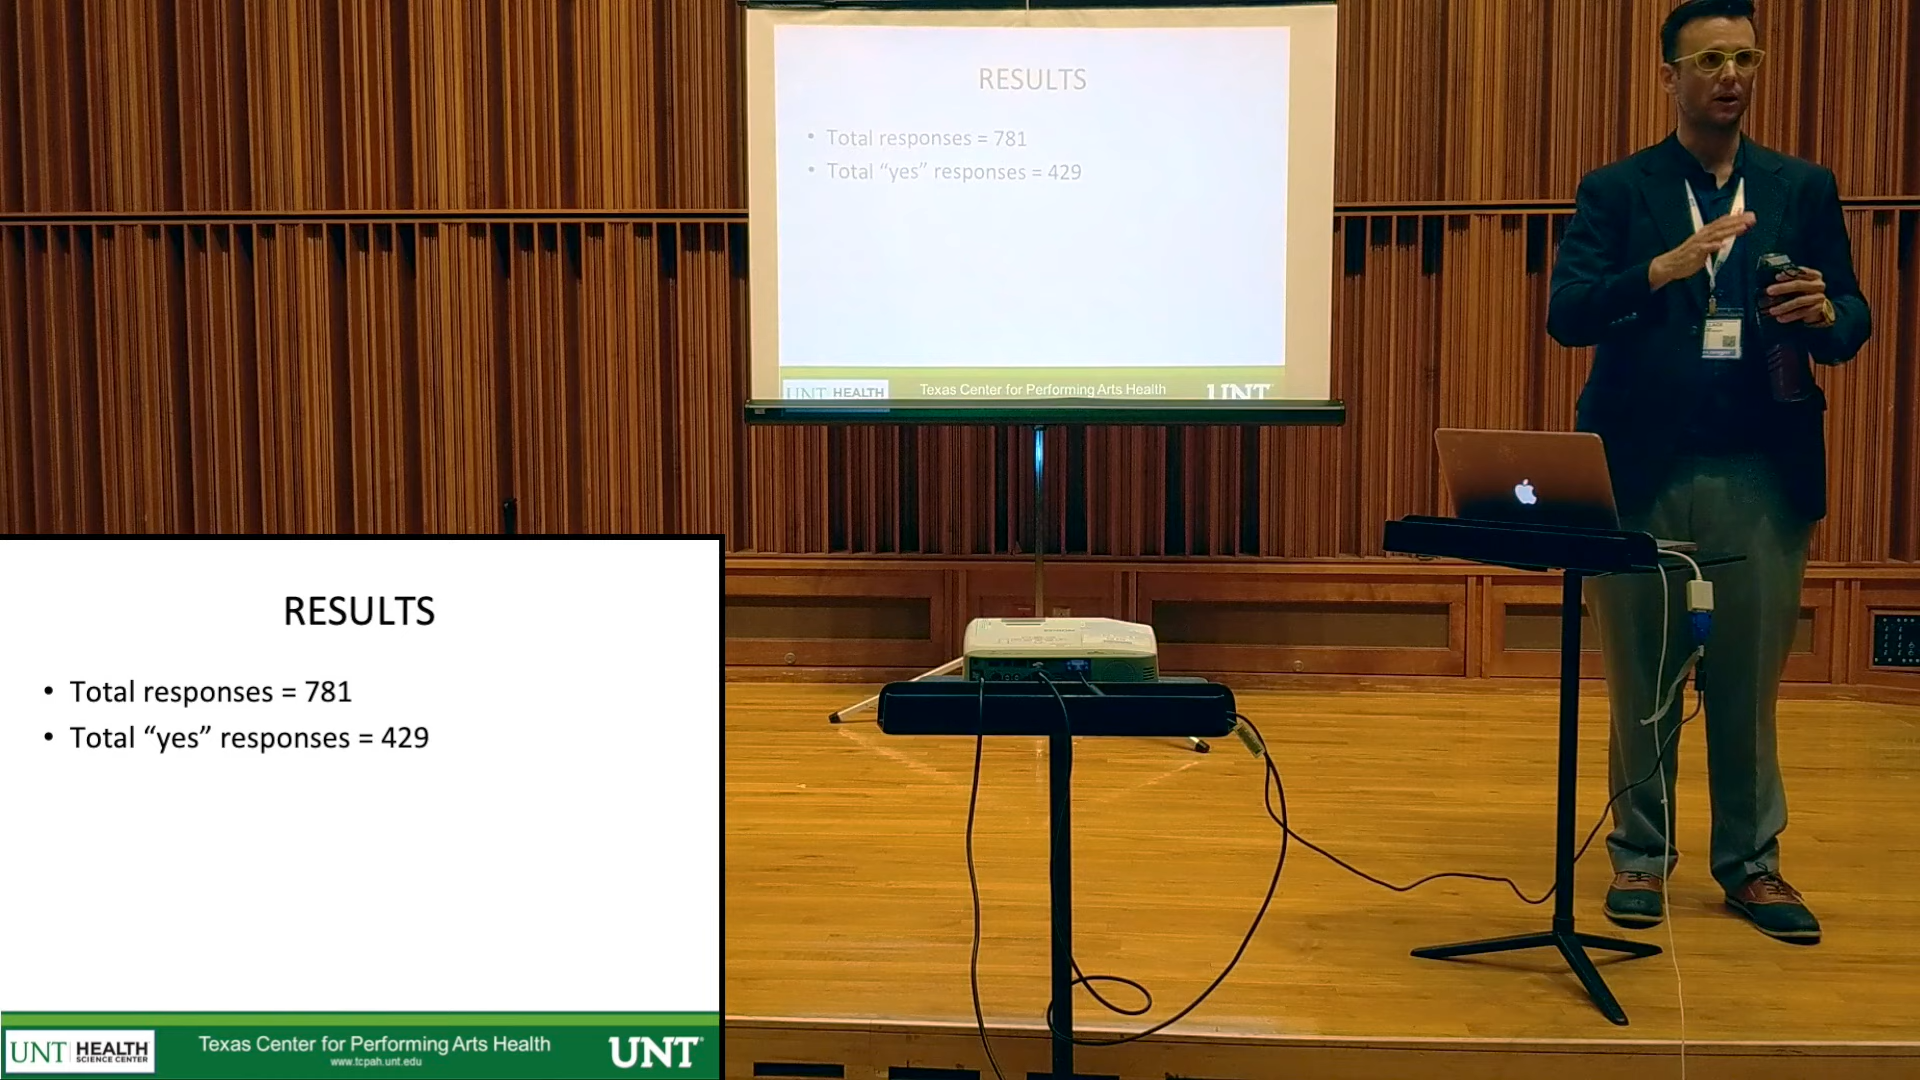 RESULTS
• Total responses = 781
• Total “yes” responses = 429
UNT HEALTH
Texas Center for Performing Arts Health
UNT
RESULTS
• Total responses = 781
• Total “yes” responses = 429
UNT HEALTH
SCIENCE CENTER
Texas Center for Performing Arts Health
www.tcpah.unt.edu
UNT